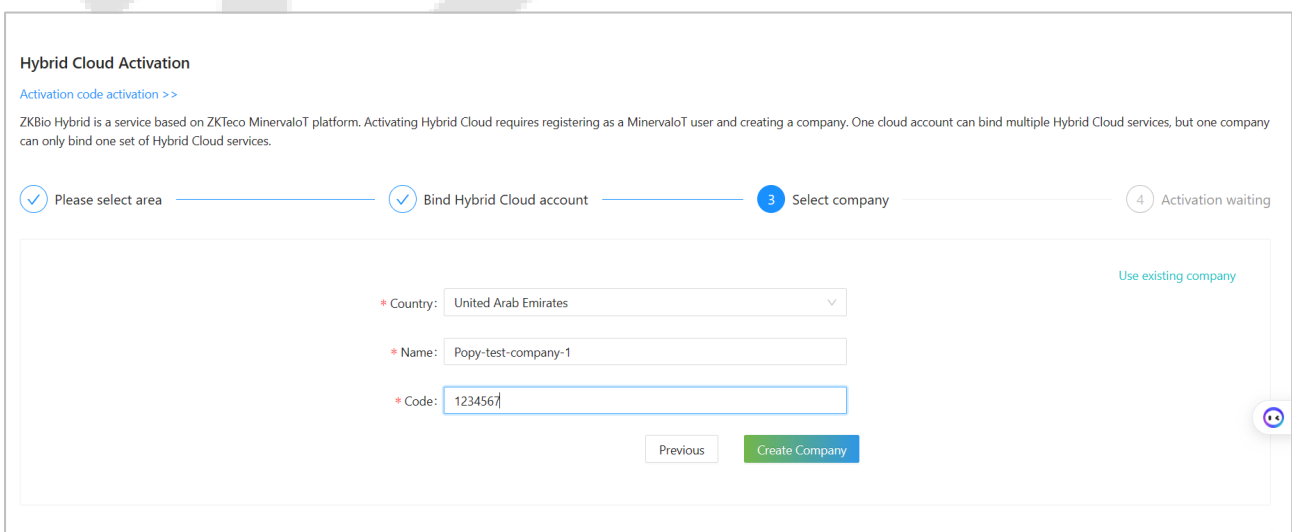 Hybrid Cloud Activation
Activation code activation >>
ZKBio Hybrid is a service based on ZKTeco MinervaIoT platform. Activating Hybrid Cloud requires registering as a MinervaIoT user and creating a company. One cloud account can bind multiple Hybrid Cloud services, but one company
can only bind one set of Hybrid Cloud services.
Please select area
Bind Hybrid Cloud account
3 Select company
4 Activation waiting
Use existing company
* Country: United Arab Emirates
* Name: Popy-test-company-1
* Code: 1234567
Previous Create Company